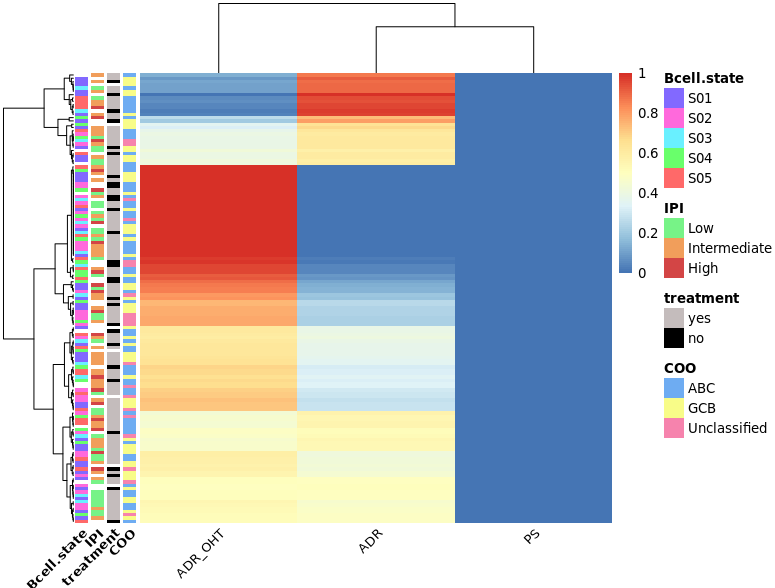 1
0.8
0.6
0.4
0.2
0
Bcell.state
S01
S02
S03
S04
S05
IPI
Low
Intermediate
High
treatment
yes
no
COO
ABC
GCB
Unclassified
Bcell.state
IPI
treatment
COO
ADR_OHT
ADR
PS